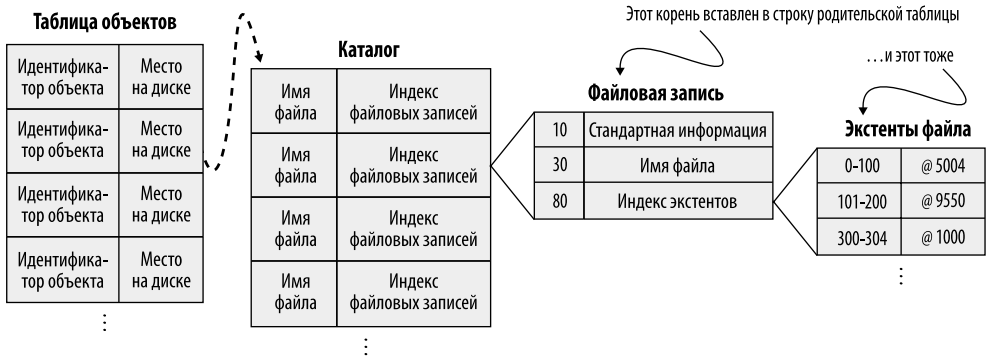 Этот корень вставлен в строку родительской таблицы
...и этот тоже
Таблица объектов
Идентифика-
тор объекта
Место
на диске
Идентифика-
тор объекта
Место
на диске
Идентифика-
тор объекта
Место
на диске
Идентифика-
тор объекта
Место
на диске
Каталог
Имя
файла
Индекс
файловых записей
Имя
файла
Индекс
файловых записей
Имя
файла
Индекс
файловых записей
Имя
файла
Индекс
файловых записей
Файловая запись
10 Стандартная информация
30 Имя файла
80 Индекс экстентов
Экстенты файла
0-100 @ 5004
101-200 @ 9550
300-304 @ 1000